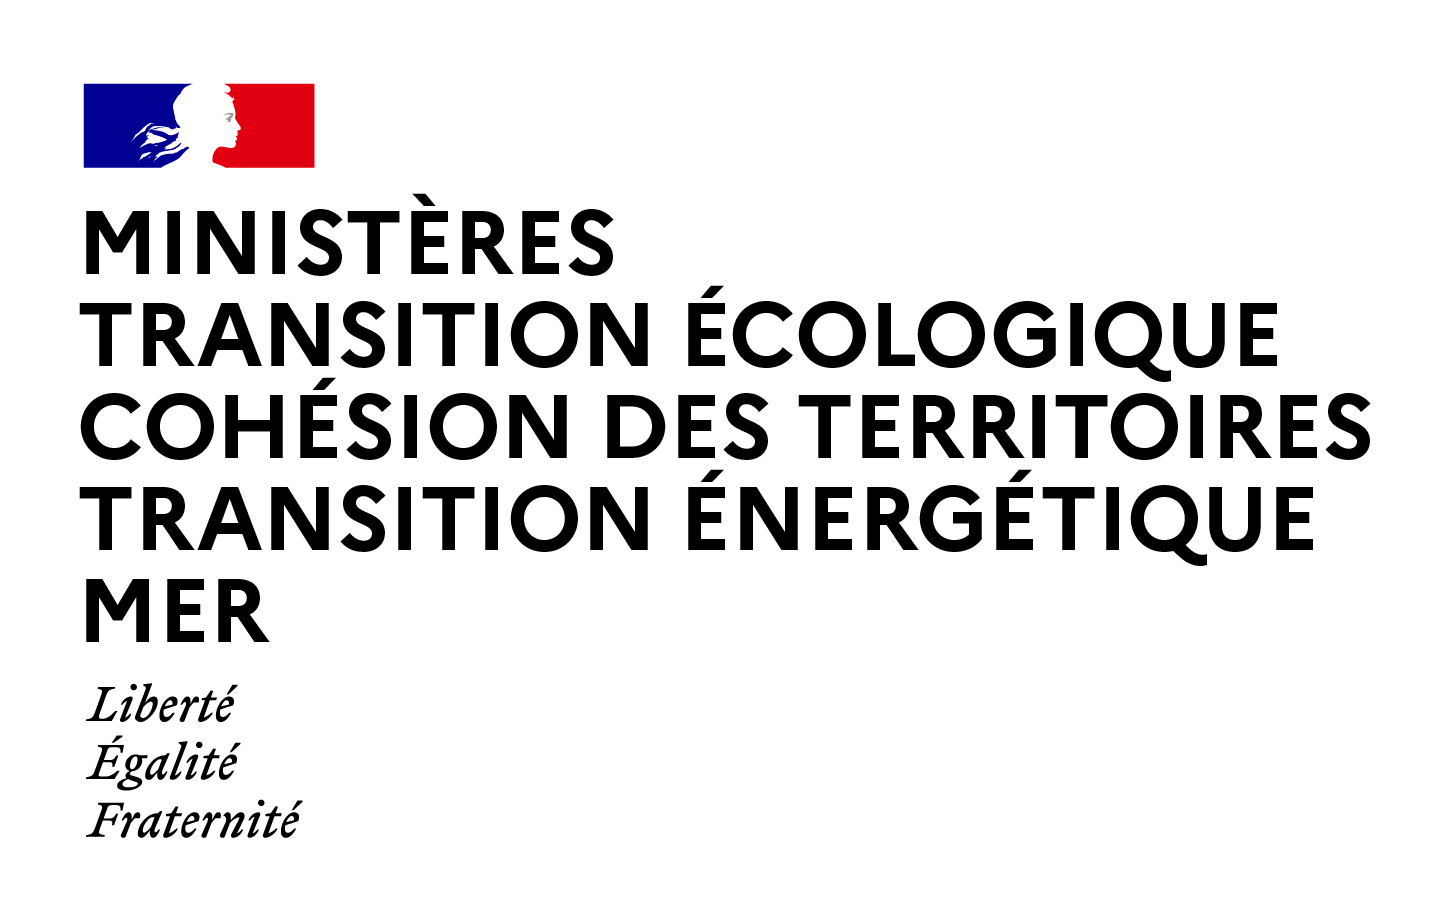 MINISTÈRES
TRANSITION ÉCOLOGIQUE
COHÉSION DES TERRITOIRES
TRANSITION ÉNERGÉTIQUE
MER
Liberté
Égalité
Fraternité